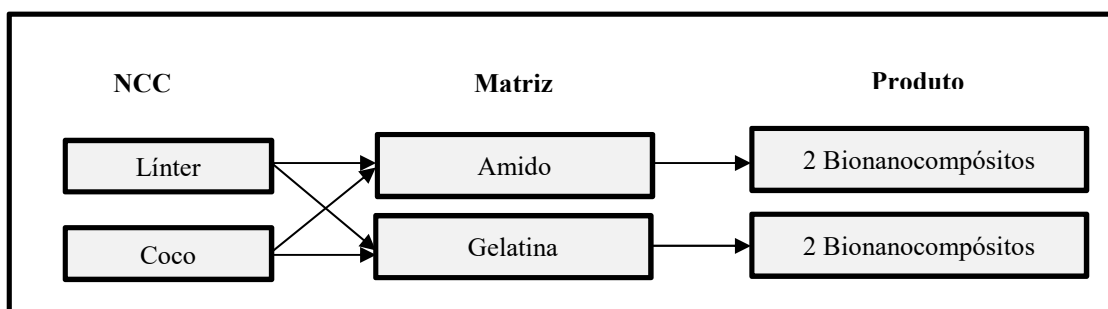 NCC Matriz Produto
Línter Amido 2 Bionanocompósitos
Coco Gelatina 2 Bionanocompósitos